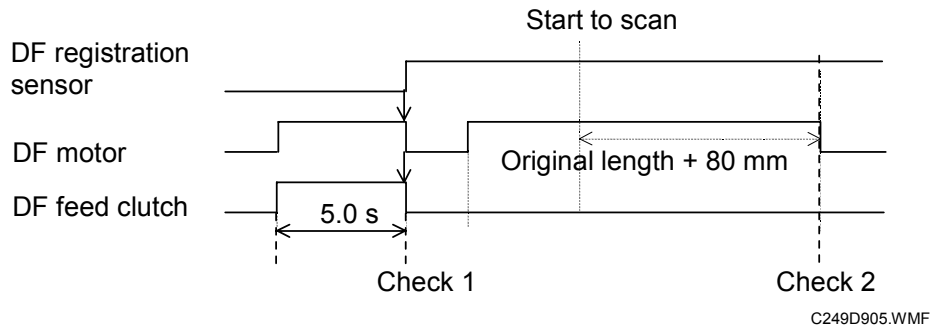 Start to scan
DF registration
sensor
DF motor
Original length + 80 mm
DF feed clutch
5.0 s
Check 1
Check 2
C249D905.WMF